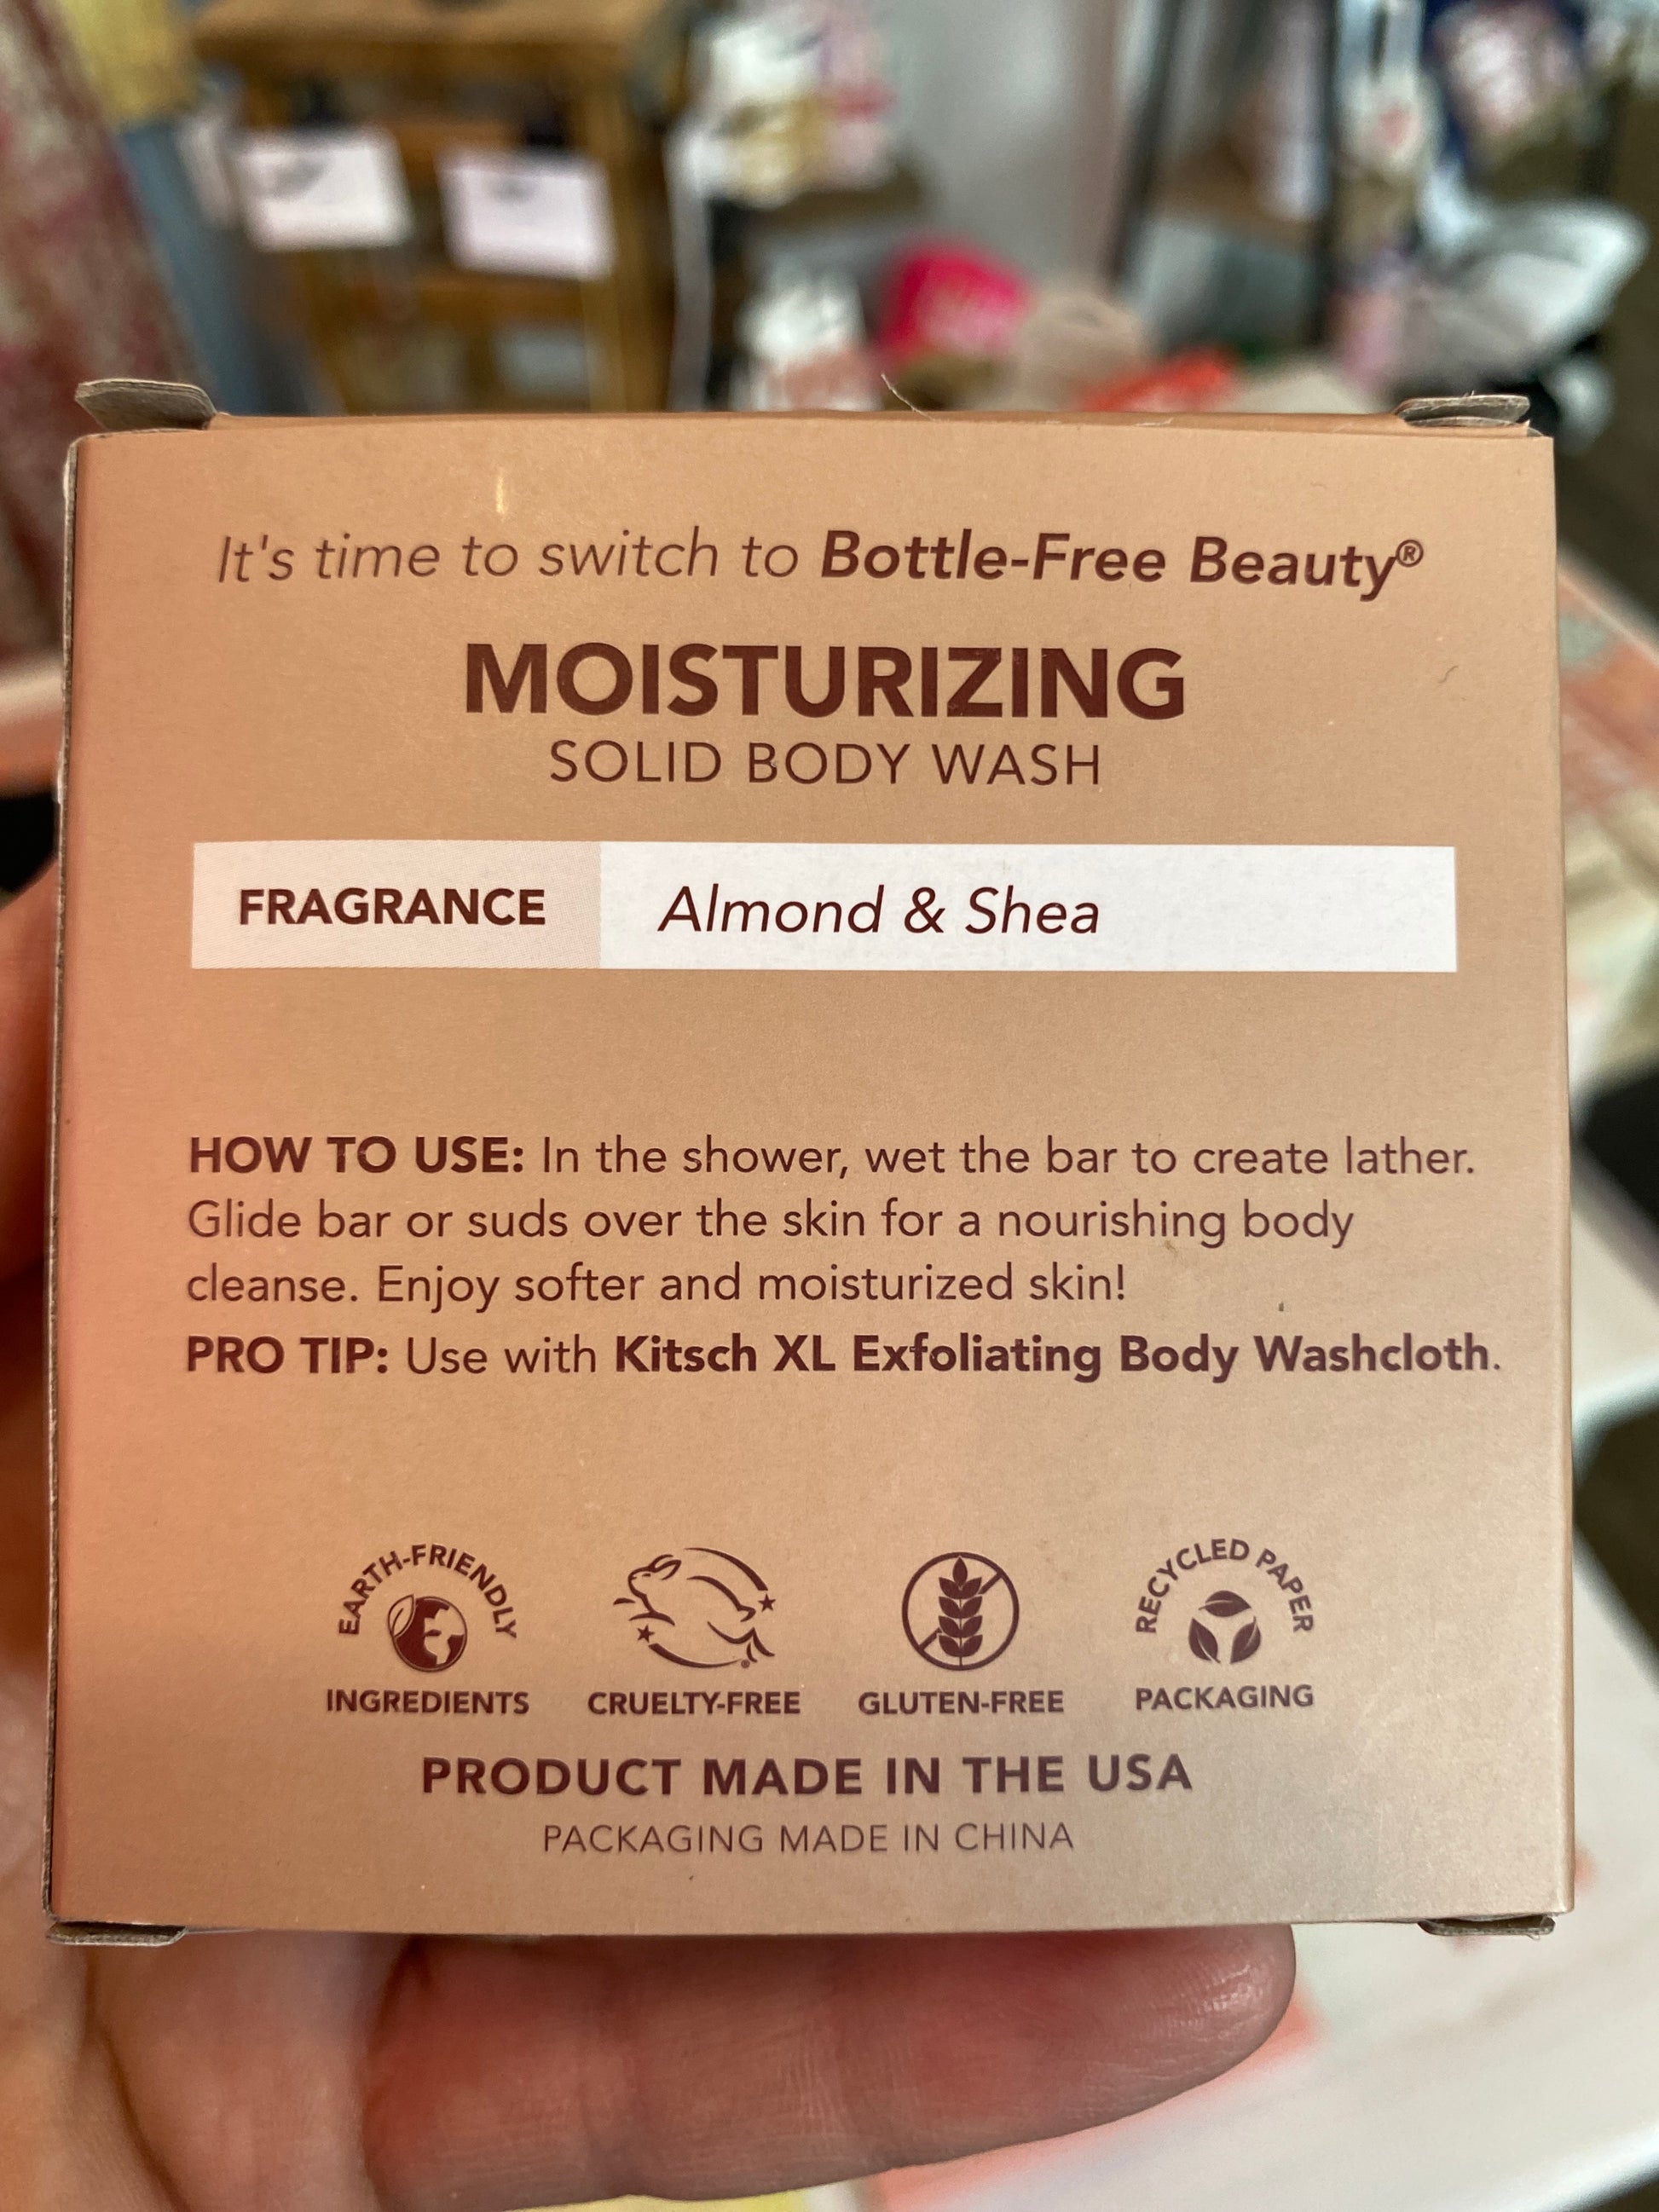 It's time to switch to Bottle-Free Beauty®
MOISTURIZING
SOLID BODY WASH
FRAGRANCE Almond & Shea
HOW TO USE: In the shower, wet the bar to create lather.
Glide bar or suds over the skin for a nourishing body
cleanse. Enjoy softer and moisturized skin!
PRO TIP: Use with Kitsch XL Exfoliating Body Washcloth.
EARTH-FRIENDLY
INGREDIENTS
CRUELTY-FREE
GLUTEN-FREE
RECYCLED PAPER
PACKAGING
PRODUCT MADE IN THE USA
PACKAGING MADE IN CHINA